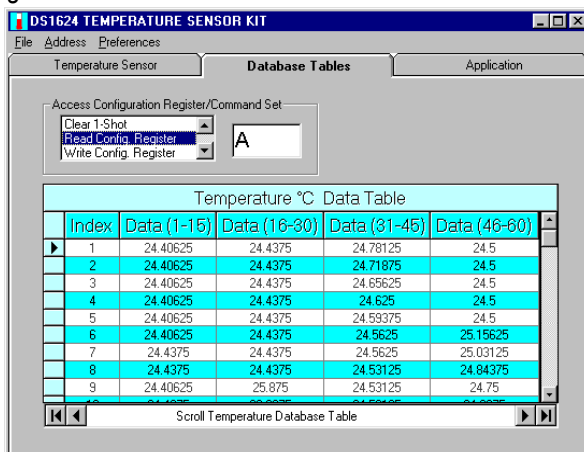 DS1624 TEMPERATURE SENSOR KIT
File Address Preferences
Temperature Sensor Database Tables Application
Access Configuration Register/Command Set
Clear 1-Shot
Read Config. Register
Write Config. Register
A
Temperature °C Data Table
Index Data (1-15) Data (16-30) Data (31-45) Data (46-60)
1 24.40625 24.4375 24.78125 24.5
2 24.40625 24.4375 24.71875 24.5
3 24.40625 24.4375 24.65625 24.5
4 24.40625 24.4375 24.625 24.5
5 24.40625 24.4375 24.59375 24.5
6 24.40625 24.4375 24.5625 25.15625
7 24.4375 24.4375 24.5625 25.03125
8 24.4375 24.4375 24.53125 24.84375
9 24.40625 25.875 24.53125 24.75
Scroll Temperature Database Table